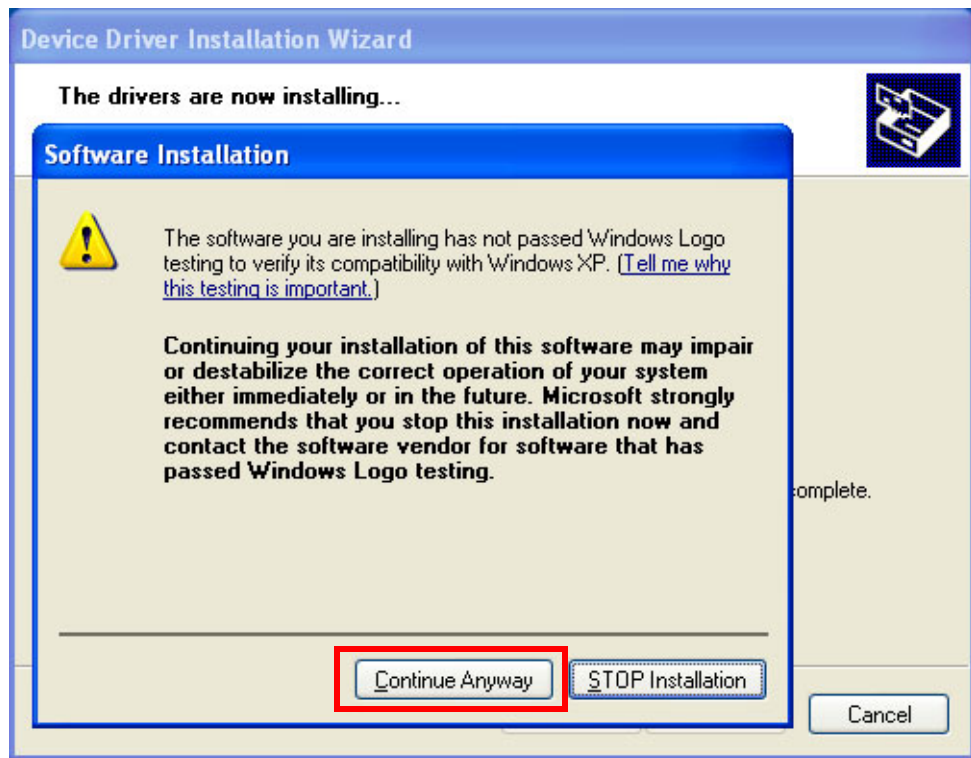 Device Driver Installation Wizard
The drivers are now installing...
Software Installation
The software you are installing has not passed Windows Logo
testing to verify its compatibility with Windows XP. (Tell me why
this testing is important.)
Continuing your installation of this software may impair
or destabilize the correct operation of your system
either immediately or in the future. Microsoft strongly
recommends that you stop this installation now and
contact the software vendor for software that has
passed Windows Logo testing.
complete.
Continue Anyway
STOP Installation
Cancel